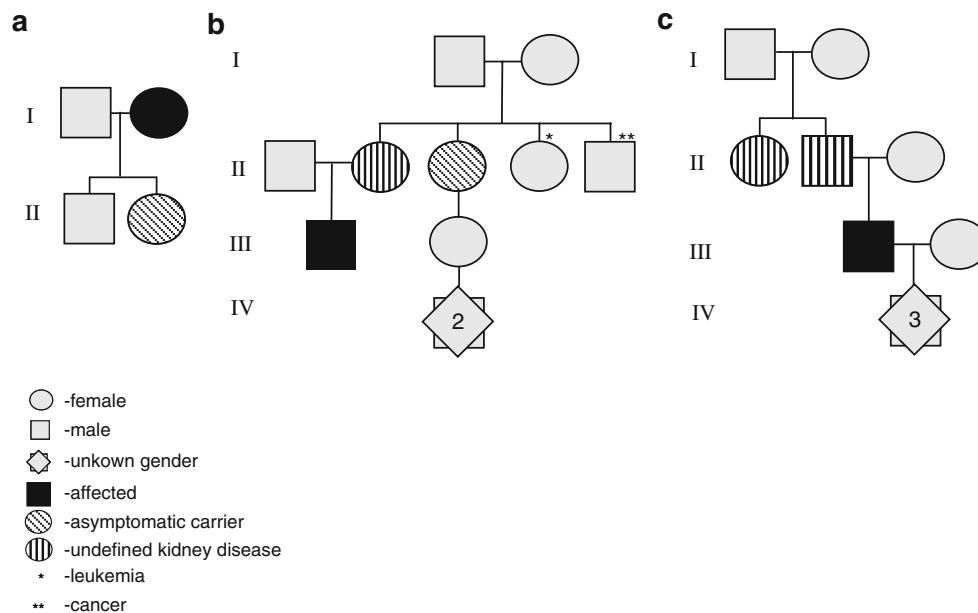 a
I
II
b
I
*
**
II
III
IV
2
c
I
II
III
IV
3
-female
-male
-unkown gender
-affected
-asymptomatic carrier
-undefined kidney disease
* -leukemia
** -cancer